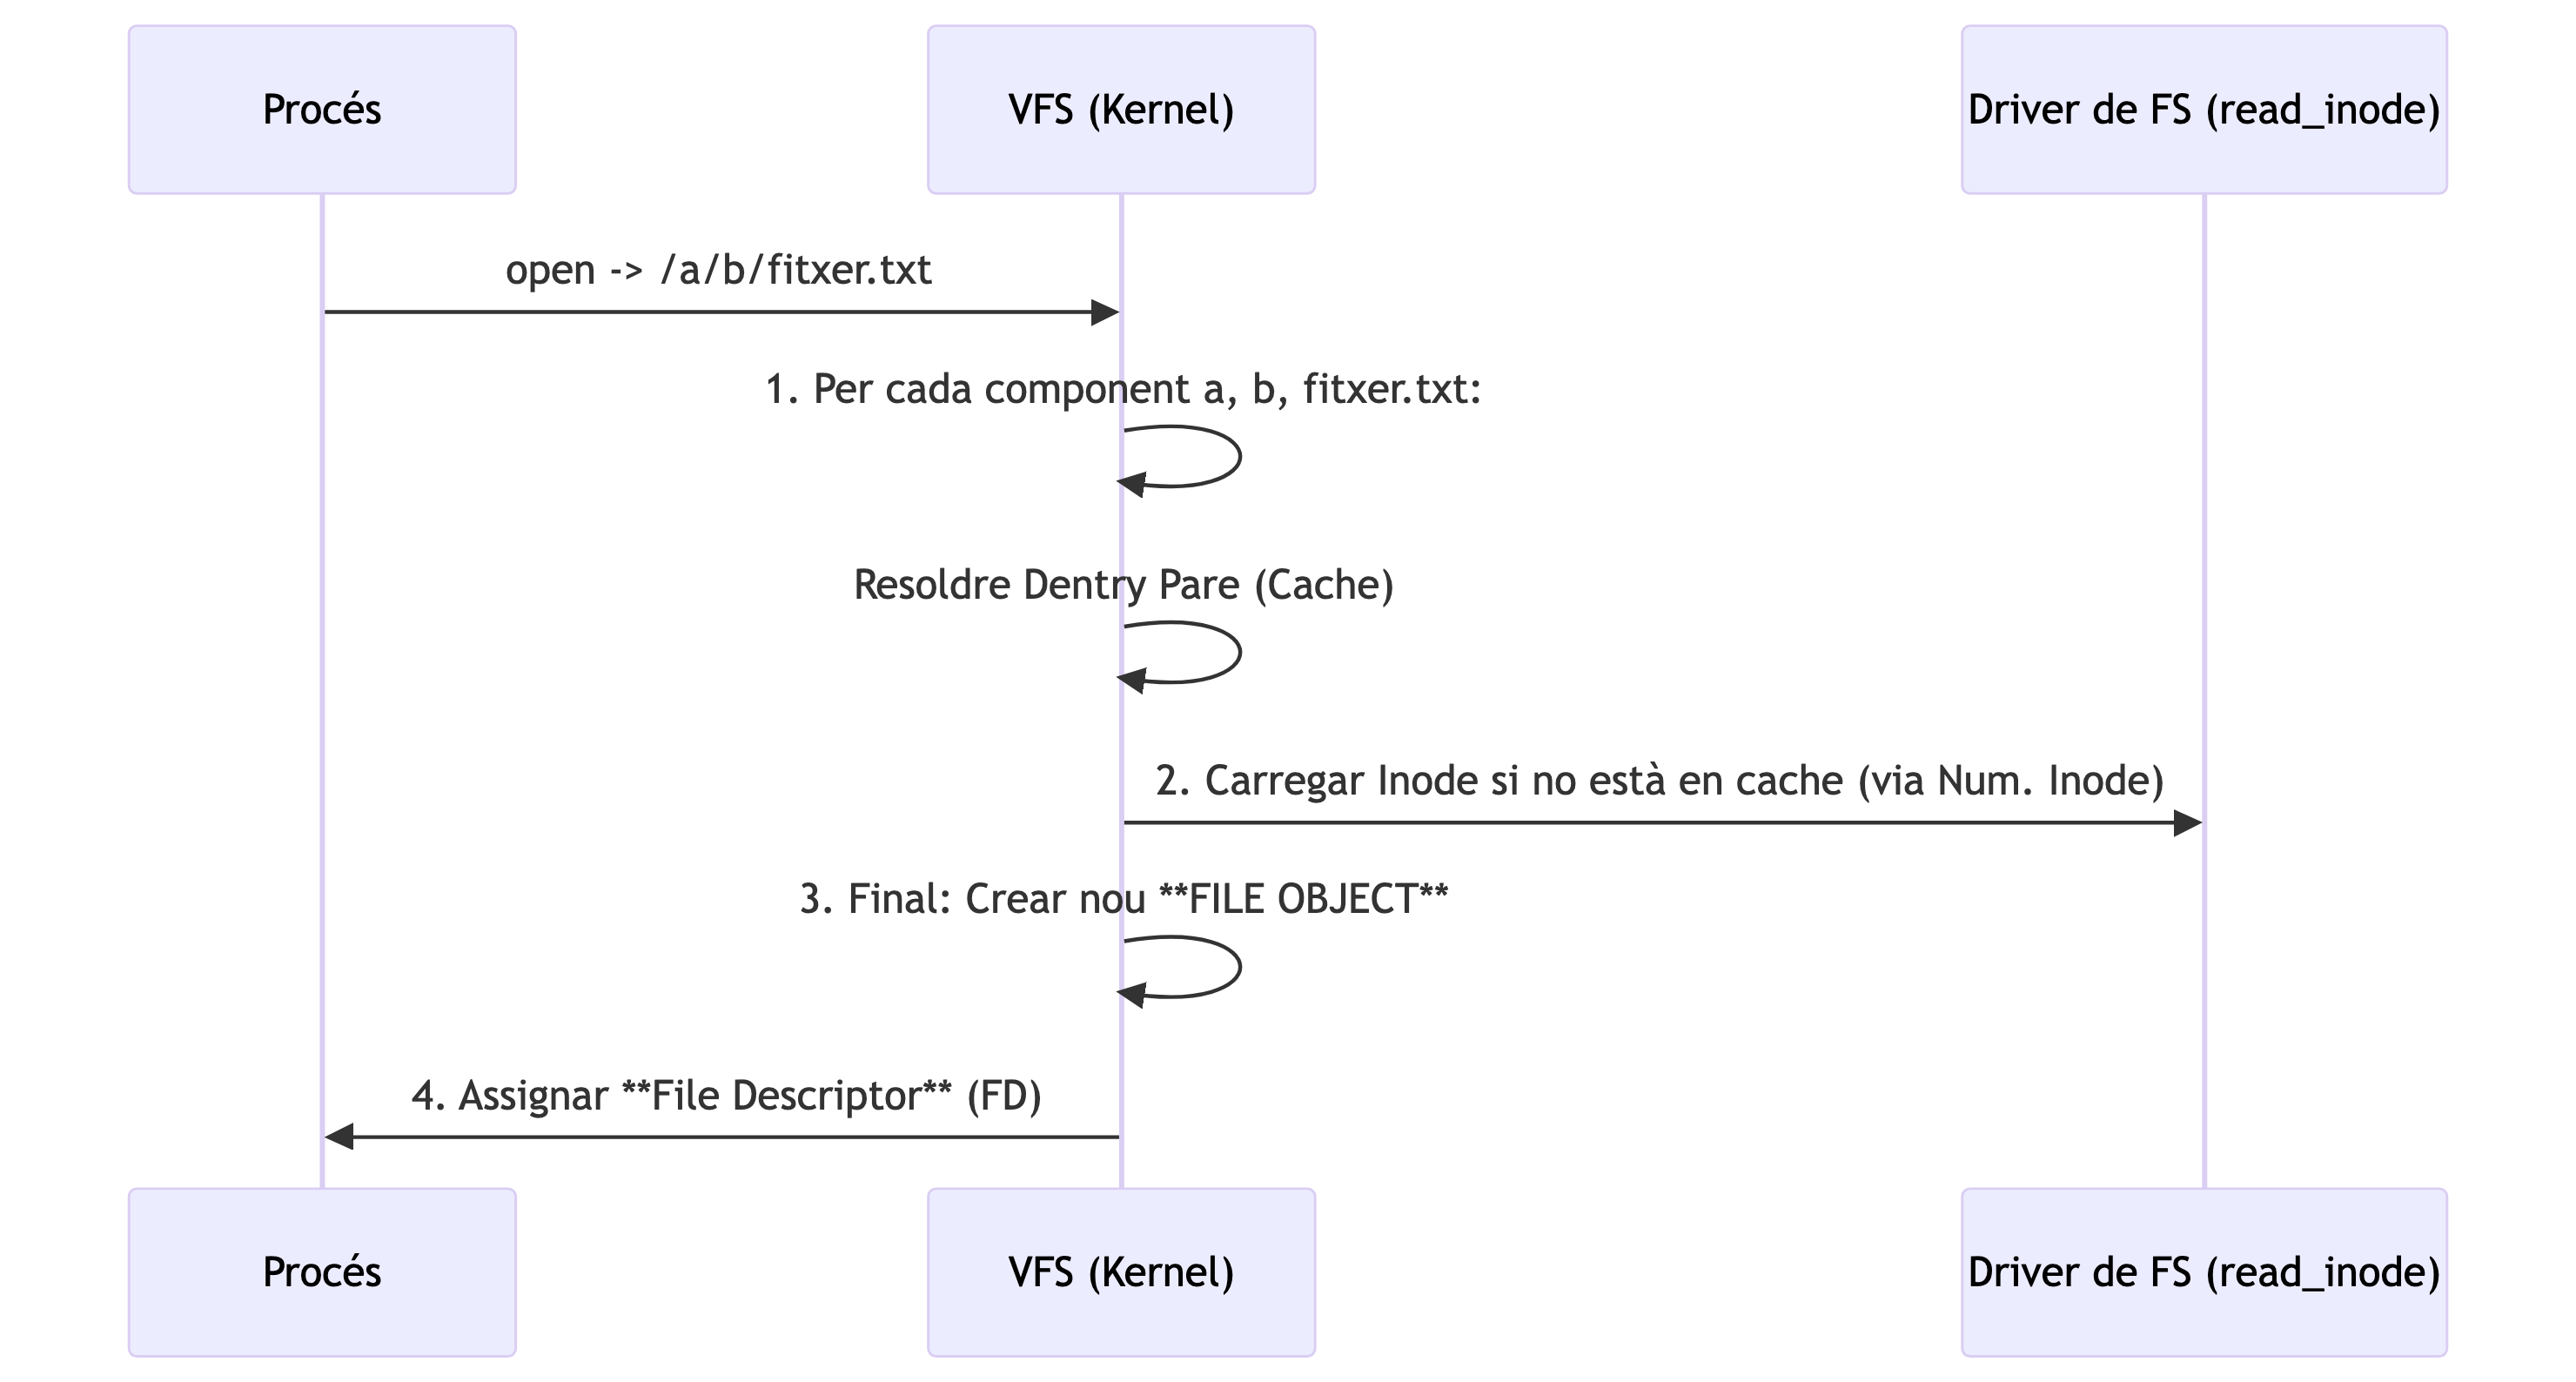 Procés
VFS (Kernel)
Driver de FS (read_inode)
open -> /a/b/fitxer.txt
1. Per cada component a, b, fitxer.txt:
Resoldre Dentry Pare (Cache)
2. Carregar Inode si no està en cache (via Num. Inode)
3. Final: Crear nou **FILE OBJECT**
4. Assignar **File Descriptor** (FD)
Procés
VFS (Kernel)
Driver de FS (read_inode)